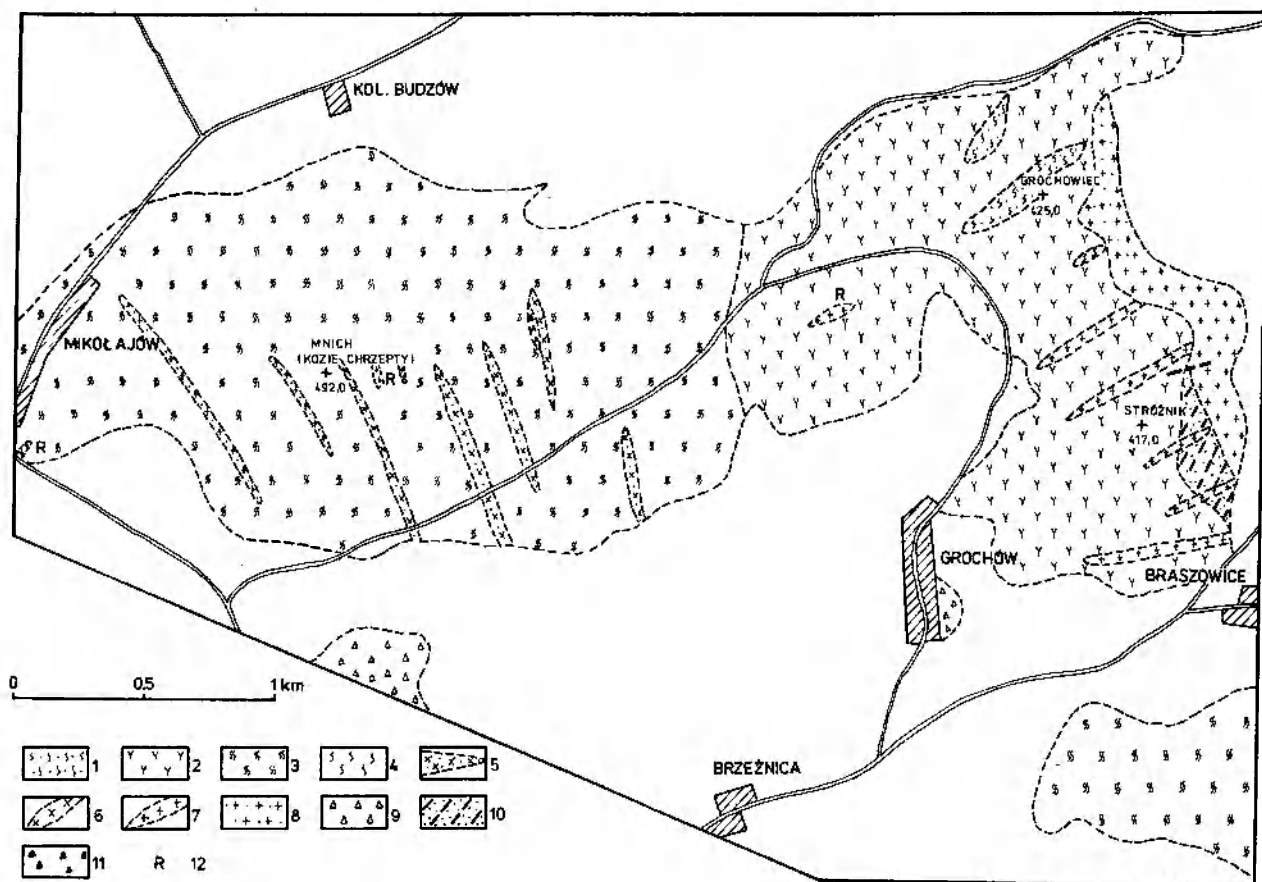 KOL. BUDZÓW
GROCHOWIEC
425,0
R
MIKOŁAJÓW
MNICH
(KOZIE CHRZEPTY)
492,0
R
STRÓŻNIK
417,0
R
GROCHÓW
BRASZOWICE
0 0,5 1 km
BRZEŹNICA
1 2 3 4 5
6 7 8 9 10
11 R 12